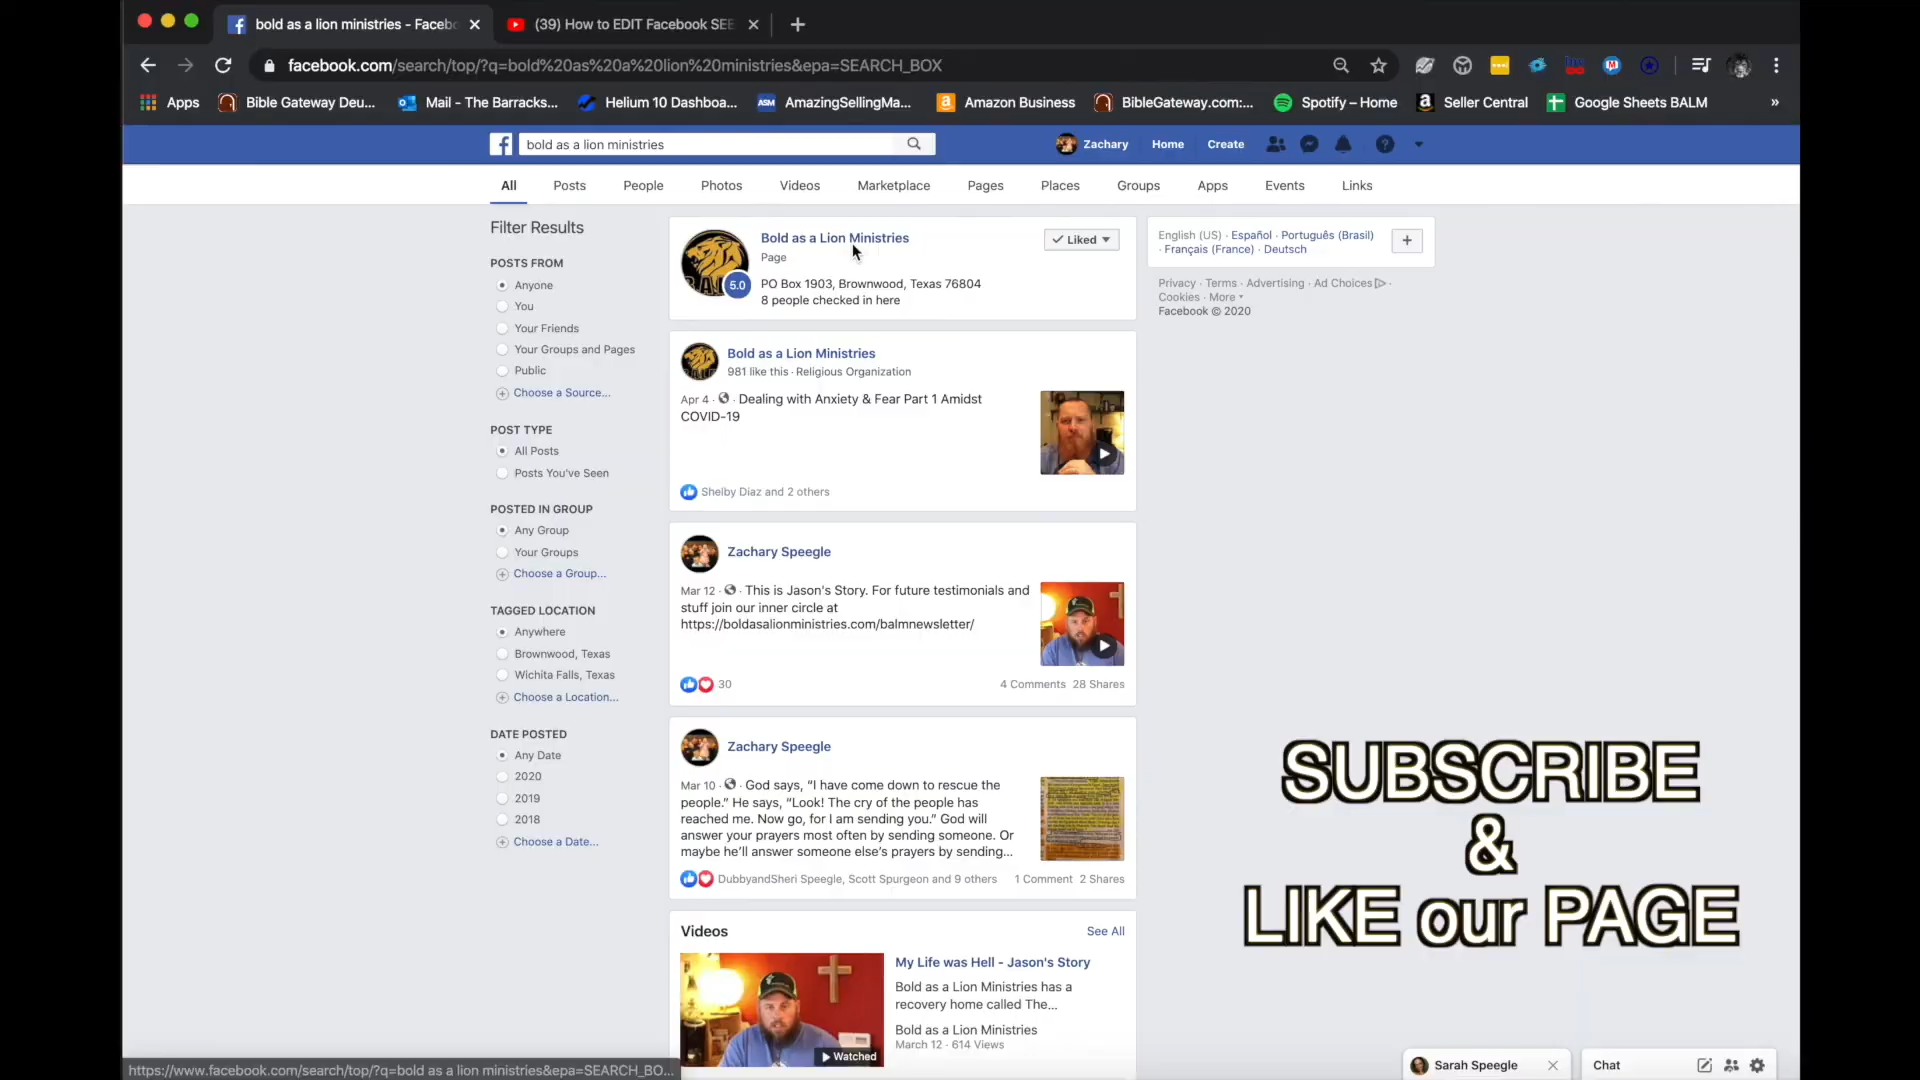 bold as a lion ministries - Facebo
(39) How to EDIT Facebook SEE
facebook.com/search/top/?q=bold%20as%20a%20lion%20ministries&epa=SEARCH_BOX
Apps
Bible Gateway Deu...
Mail - The Barracks...
Helium 10 Dashboa...
AmazingSellingMa...
Amazon Business
BibleGateway.com:...
Spotify – Home
Seller Central
Google Sheets BALM
»
bold as a lion ministries
Zachary
Home
Create
All
Posts
People
Photos
Videos
Marketplace
Pages
Places
Groups
Apps
Events
Links
Filter Results
POSTS FROM
Anyone
You
Your Friends
Your Groups and Pages
Public
Choose a Source...
POST TYPE
All Posts
Posts You've Seen
POSTED IN GROUP
Any Group
Your Groups
Choose a Group...
TAGGED LOCATION
Anywhere
Brownwood, Texas
Wichita Falls, Texas
Choose a Location...
DATE POSTED
Any Date
2020
2019
2018
Choose a Date...
Bold as a Lion Ministries
Page
5.0
PO Box 1903, Brownwood, Texas 76804
8 people checked in here
Liked
Bold as a Lion Ministries
981 like this · Religious Organization
Apr 4 · Dealing with Anxiety & Fear Part 1 Amidst
COVID-19
Shelby Diaz and 2 others
Zachary Speegle
Mar 12 · This is Jason's Story. For future testimonials and
stuff join our inner circle at
https://boldasalionministries.com/balmnewsletter/
30
4 Comments 28 Shares
Zachary Speegle
Mar 10 · God says, “I have come down to rescue the
people.” He says, “Look! The cry of the people has
reached me. Now go, for I am sending you.” God will
answer your prayers most often by sending someone. Or
maybe he’ll answer someone else’s prayers by sending...
DubbyandSheri Speegle, Scott Spurgeon and 9 others
1 Comment 2 Shares
Videos
See All
My Life was Hell - Jason's Story
Bold as a Lion Ministries has a
recovery home called The...
Bold as a Lion Ministries
March 12 · 614 Views
Watched
English (US) · Español · Português (Brasil)
· Français (France) · Deutsch
Privacy · Terms · Advertising · Ad Choices ·
Cookies · More
Facebook © 2020
SUBSCRIBE
&
LIKE our PAGE
https://www.facebook.com/search/top/?q=bold as a lion ministries&epa=SEARCH_BO...
Sarah Speegle
Chat